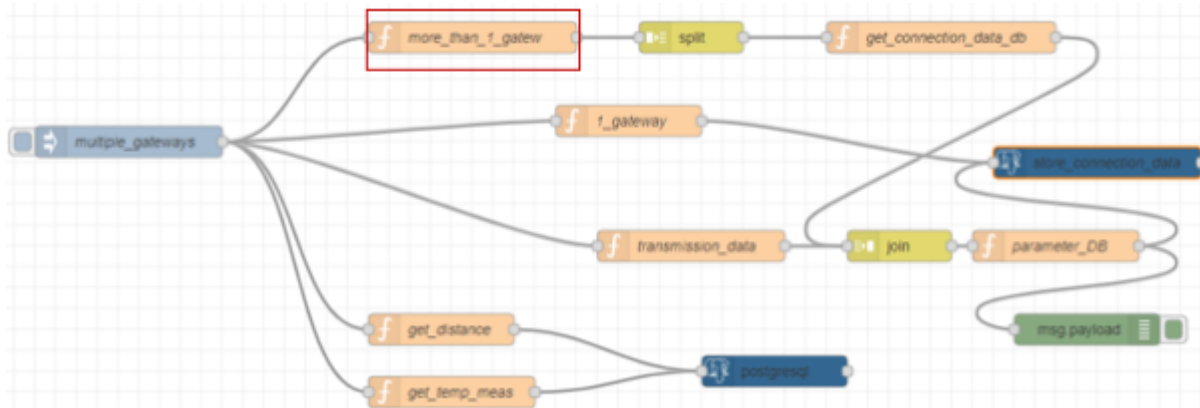 more_than_1_gatew
split
get_connection_data_db
1_gateway
multiple_gateways
store_connection_data
transmission_data
join
parameter_DB
get_distance
msg.payload
postgresql
get_temp_meas